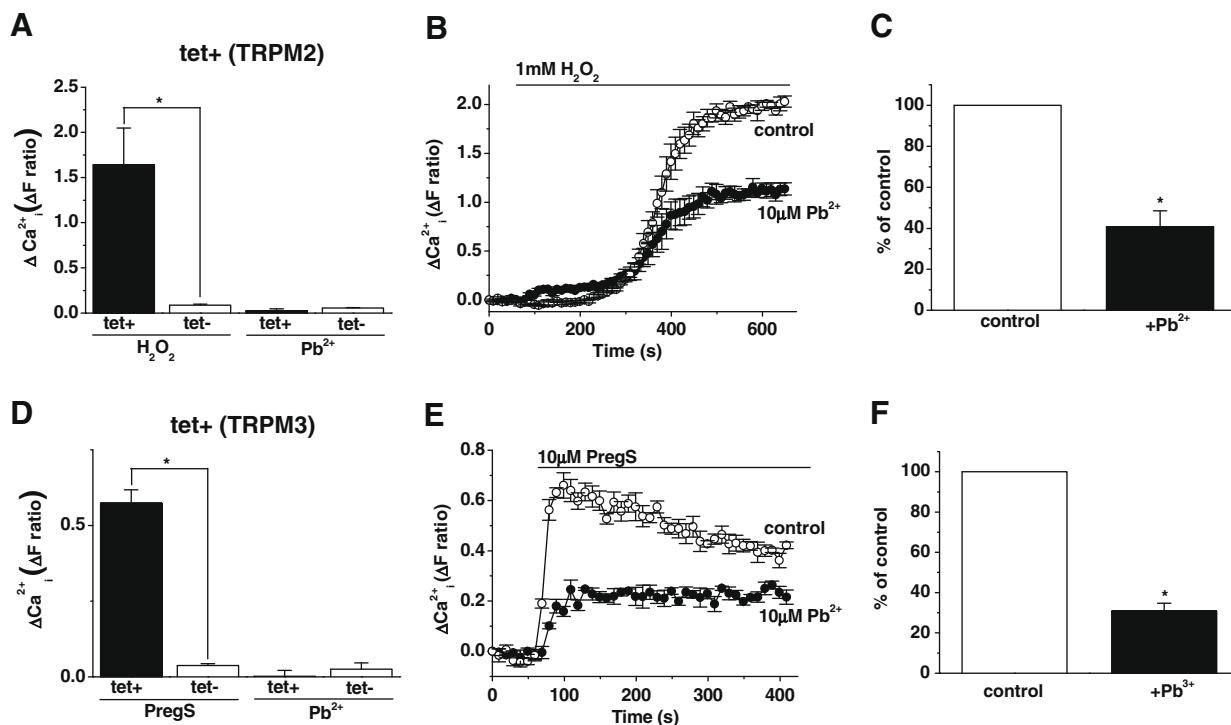 A
tet+ (TRPM2)
Δ Ca²⁺ᵢ (ΔF ratio)
2.5
2.0
1.5
1.0
0.5
0.0
*
tet+ tet- tet+ tet-
H₂O₂ Pb²⁺
B
1mM H₂O₂
ΔCa²⁺ᵢ (ΔF ratio)
2.0
1.5
1.0
0.5
0.0
control
10μM Pb²⁺
0 200 400 600
Time (s)
C
% of control
100
80
60
40
20
0
*
control +Pb²⁺
D
tet+ (TRPM3)
ΔCa²⁺ᵢ (ΔF ratio)
0.5
0.0
*
tet+ tet- tet+ tet-
PregS Pb²⁺
E
10μM PregS
ΔCa²⁺ᵢ (ΔF ratio)
0.8
0.6
0.4
0.2
0.0
control
10μM Pb²⁺
0 100 200 300 400
Time (s)
F
% of control
100
80
60
40
20
0
*
control +Pb³⁺